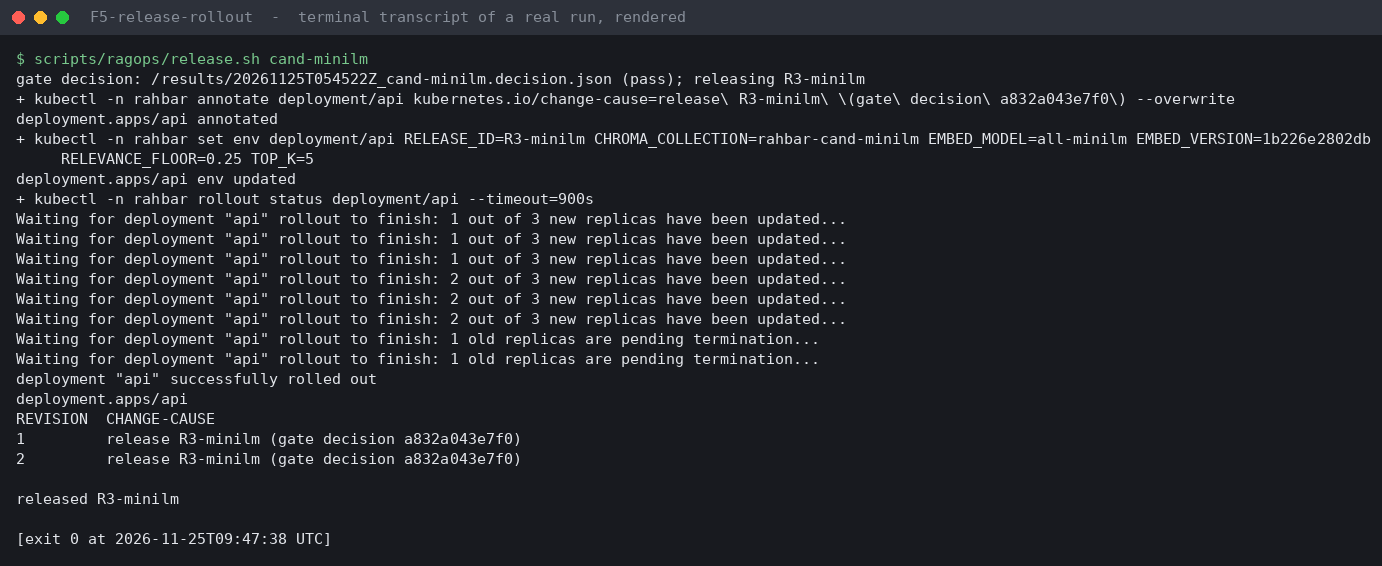 F5-release-rollout  -  terminal transcript of a real run, rendered
$ scripts/ragops/release.sh cand-minilm
gate decision: /results/20261125T054522Z_cand-minilm.decision.json (pass); releasing R3-minilm
+ kubectl -n rahbar annotate deployment/api kubernetes.io/change-cause=release\ R3-minilm\ \(gate\ decision\ a832a043e7f0\) --overwrite
deployment.apps/api annotated
+ kubectl -n rahbar set env deployment/api RELEASE_ID=R3-minilm CHROMA_COLLECTION=rahbar-cand-minilm EMBED_MODEL=all-minilm EMBED_VERSION=1b226e2802db
     RELEVANCE_FLOOR=0.25 TOP_K=5
deployment.apps/api env updated
+ kubectl -n rahbar rollout status deployment/api --timeout=900s
Waiting for deployment "api" rollout to finish: 1 out of 3 new replicas have been updated...
Waiting for deployment "api" rollout to finish: 1 out of 3 new replicas have been updated...
Waiting for deployment "api" rollout to finish: 1 out of 3 new replicas have been updated...
Waiting for deployment "api" rollout to finish: 2 out of 3 new replicas have been updated...
Waiting for deployment "api" rollout to finish: 2 out of 3 new replicas have been updated...
Waiting for deployment "api" rollout to finish: 2 out of 3 new replicas have been updated...
Waiting for deployment "api" rollout to finish: 1 old replicas are pending termination...
Waiting for deployment "api" rollout to finish: 1 old replicas are pending termination...
deployment "api" successfully rolled out
deployment.apps/api
REVISION  CHANGE-CAUSE
1         release R3-minilm (gate decision a832a043e7f0)
2         release R3-minilm (gate decision a832a043e7f0)
released R3-minilm
[exit 0 at 2026-11-25T09:47:38 UTC]